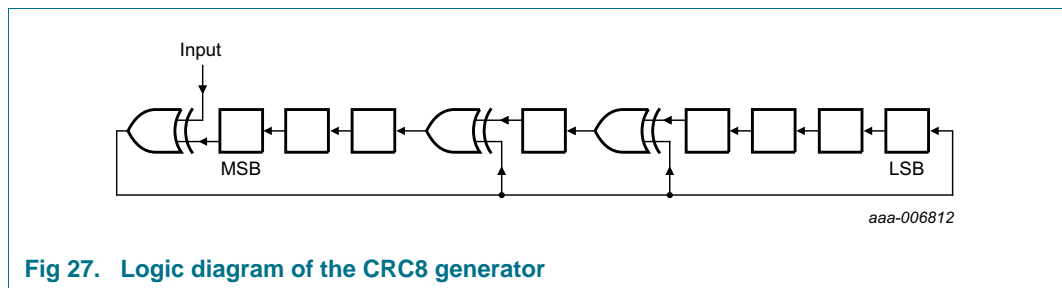 Input
MSB
LSB
aaa-006812
Fig 27. Logic diagram of the CRC8 generator